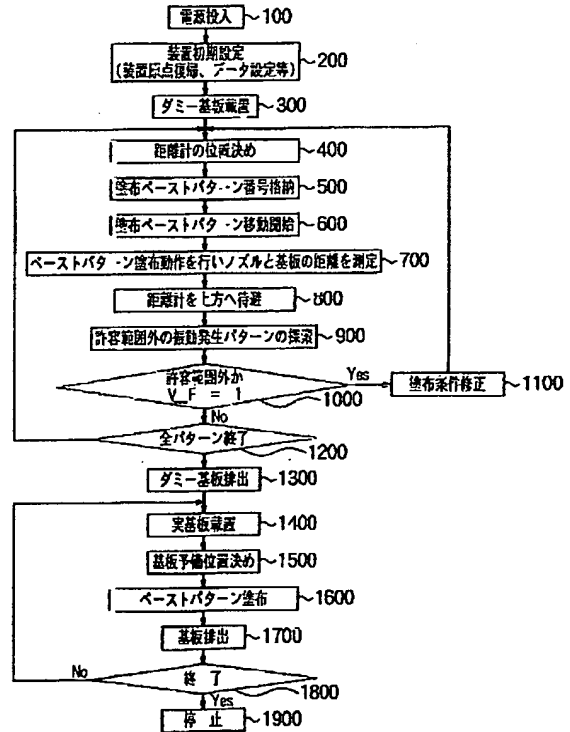 電源投入 100
装置初期設定
(装置原点復帰、データ設定等) 200
ダミー基板載置 300
距離計の位置決め 400
塗布ペーストパターン番号格納 500
塗布ペーストパターン移動開始 600
ペーストパターン塗布動作を行いノズルと基板の距離を測定 700
距離計を上方へ待避 800
許容範囲外の振動発生パターンの探索 900
許容範囲外か
V_F = 1 1000
Yes
塗布条件修正 1100
No
全パターン終了 1200
ダミー基板排出 1300
実基板載置 1400
基板予備位置決め 1500
ペーストパターン塗布 1600
基板排出 1700
No
終了 1800
Yes
停止 1900